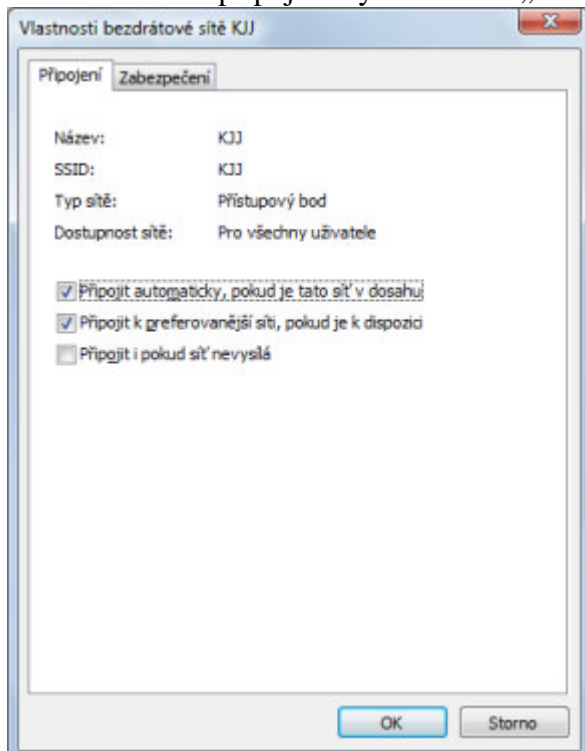 Vlastnosti bezdrátové sítě KJJ
Připojení Zabezpečení
Název: KJJ
SSID: KJJ
Typ sítě: Přístupový bod
Dostupnost sítě: Pro všechny uživatele
Připojit automaticky, pokud je tato síť v dosahu
Připojit k preferovanější síti, pokud je k dispozici
Připojit i pokud síť nevysílá
OK Storno